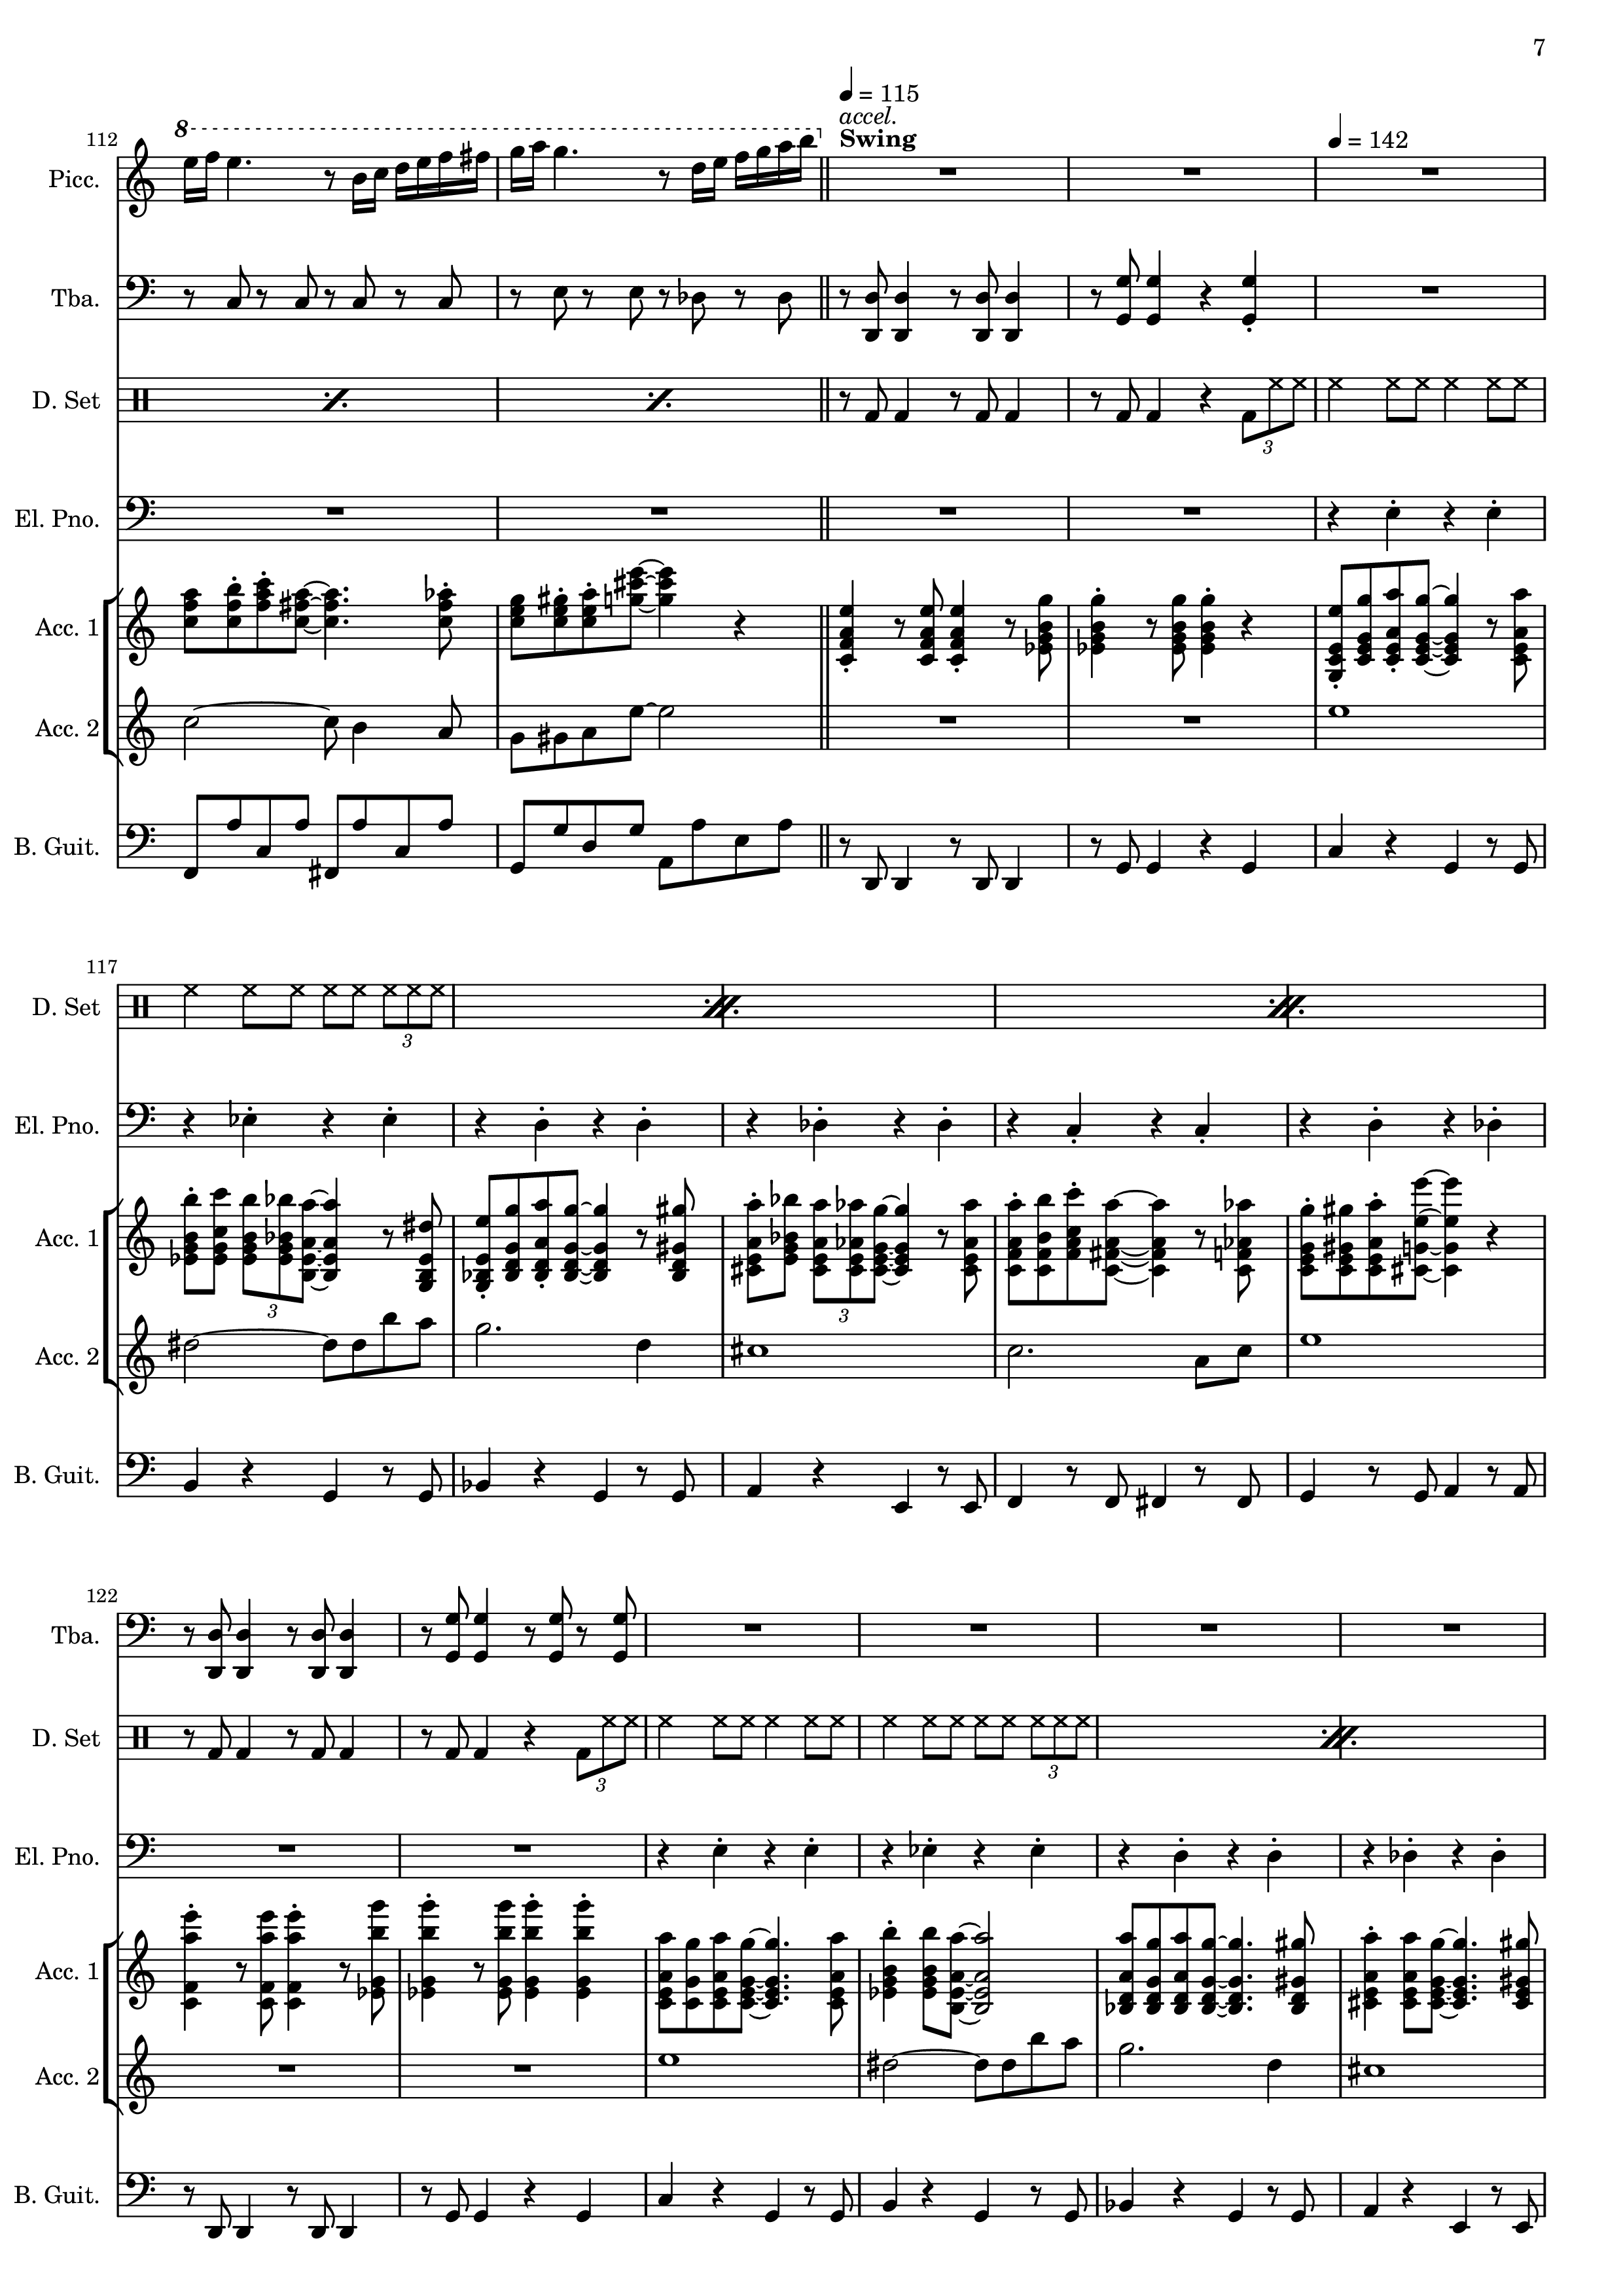 7
♩ = 115
accel.
Swing
♩ = 142
112
8
Picc.
Tba.
D. Set
3
El. Pno.
Acc. 1
Acc. 2
B. Guit.
117
D. Set
3
El. Pno.
Acc. 1
3 3
Acc. 2
B. Guit.
122
Tba.
D. Set
3 3
El. Pno.
Acc. 1
Acc. 2
B. Guit.